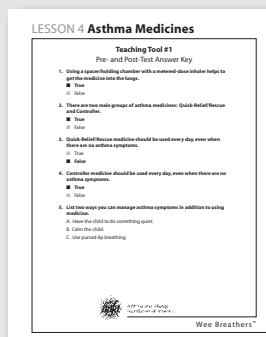 LESSON 4 Asthma Medicines
Teaching Tool #1
Pre- and Post-Test Answer Key
1. Using a spacer/holding chamber with a metered-dose inhaler helps to
get the medicine into the lungs.
True
False
2. There are two main groups of asthma medicines: Quick-Relief/Rescue
and Controller.
True
False
3. Quick-Relief/Rescue medicine should be used every day, even when
there are no asthma symptoms.
True
False
4. Controller medicine should be used every day, even when there are no
asthma symptoms.
True
False
5. List two ways you can manage asthma symptoms in addition to using
medicine.
A. Have the child to do something quiet.
B. Calm the child.
C. Use pursed-lip breathing.
Wee Breathers™